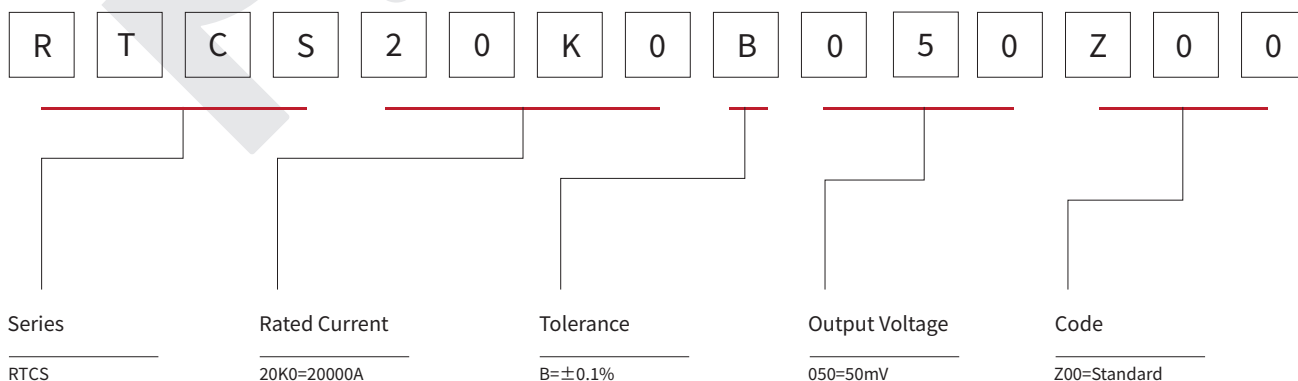 R T C S 2 0 K 0 B 0 5 0 Z 0 0
Series Rated Current Tolerance Output Voltage Code
RTCS 20K0=20000A B=±0.1% 050=50mV Z00=Standard